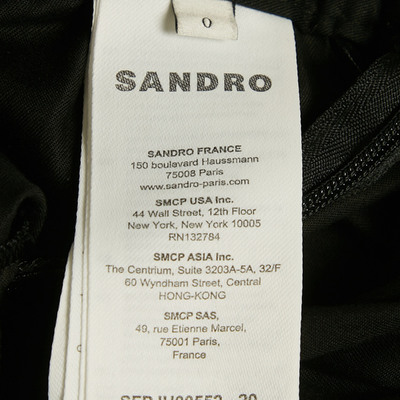 0
SANDRO
SANDRO FRANCE
150 boulevard Haussmann
75008 Paris
www.sandro-paris.com
SMCP USA Inc.
44 Wall Street, 12th Floor
New York, New York 10005
RN132784
SMCP ASIA Inc.
The Centrium, Suite 3203A-5A, 32/F
60 Wyndham Street, Central
HONG-KONG
SMCP SAS,
49, rue Etienne Marcel,
75001 Paris,
France